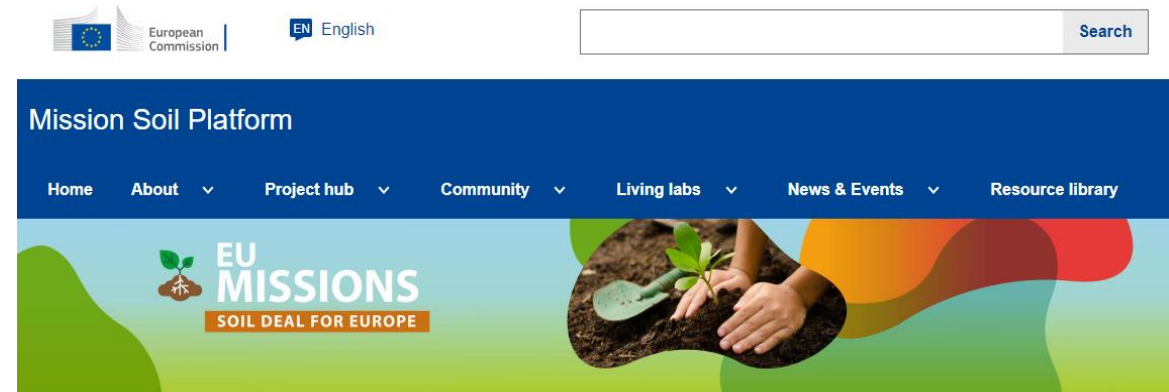 European
Commission
EN English
Search
Mission Soil Platform
Home About Project hub Community Living labs News & Events Resource library
EU
MISSIONS
SOIL DEAL FOR EUROPE